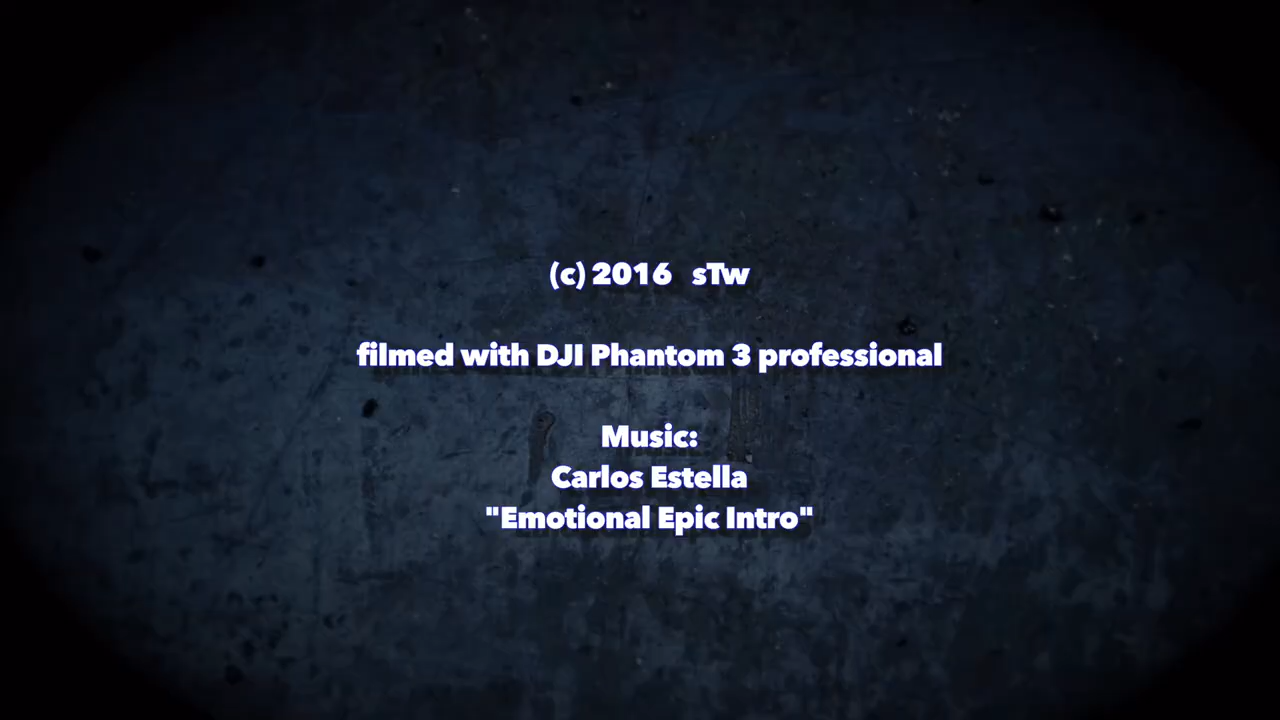 (c) 2016 sTw
filmed with DJI Phantom 3 professional
Music:
Carlos Estella
"Emotional Epic Intro"